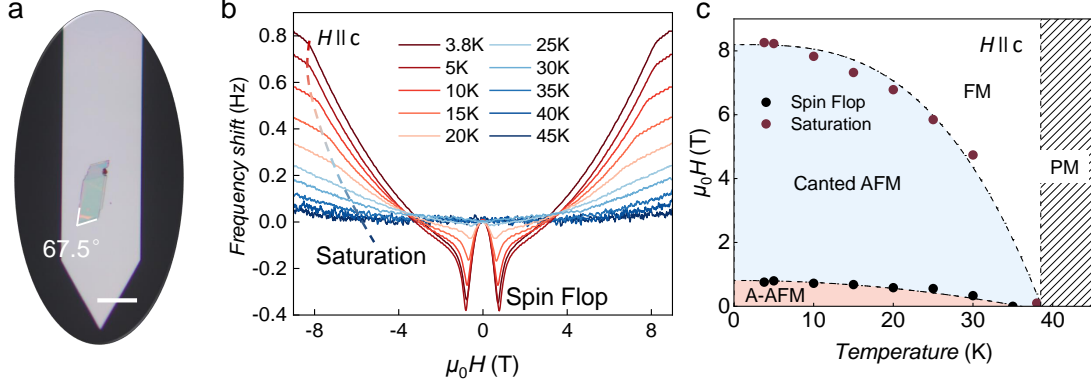 a
67.5°
b
H ∥ c
3.8K
5K
10K
15K
20K
25K
30K
35K
40K
45K
Saturation
Spin Flop
Frequency shift (Hz)
0.8
0.6
0.4
0.2
0.0
-0.2
-0.4
-8
-4
0
4
8
μ₀H (T)
c
H ∥ c
FM
Spin Flop
Saturation
PM
Canted AFM
A-AFM
μ₀H (T)
8
6
4
2
0
0
10
20
30
40
Temperature (K)